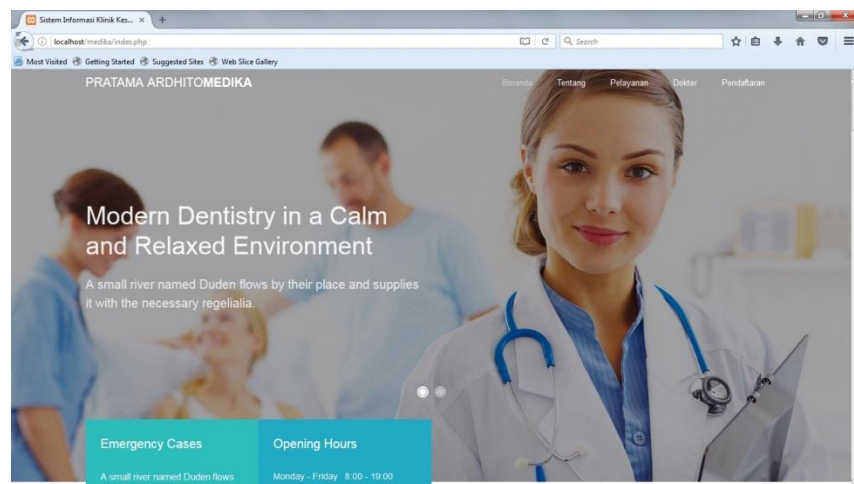 Sistem Informasi Klinik Kes...
localhost/medika/index.php
Search
Most Visited Getting Started Suggested Sites Web Slice Gallery
PRATAMA ARDHITOMEDIKA
Beranda Tentang Pelayanan Dokter Pendaftaran
Modern Dentistry in a Calm
and Relaxed Environment
A small river named Duden flows by their place and supplies
it with the necessary regelialia.
Emergency Cases Opening Hours
A small river named Duden flows Monday - Friday 8:00 - 19:00